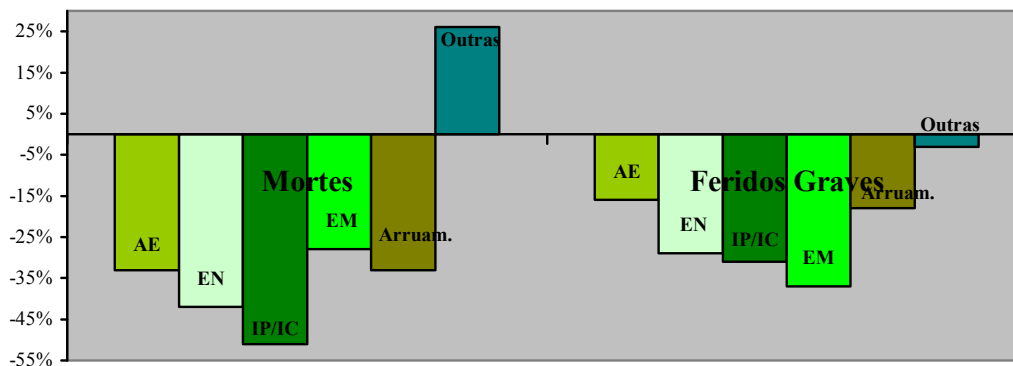 25%
15%
5%
-5%
-15%
-25%
-35%
-45%
-55%
Outras
Mortes
AE
EN
IP/IC
EM
Arruam.
Outras
Feridos Graves
AE
EN
IP/IC
EM
Arruam.